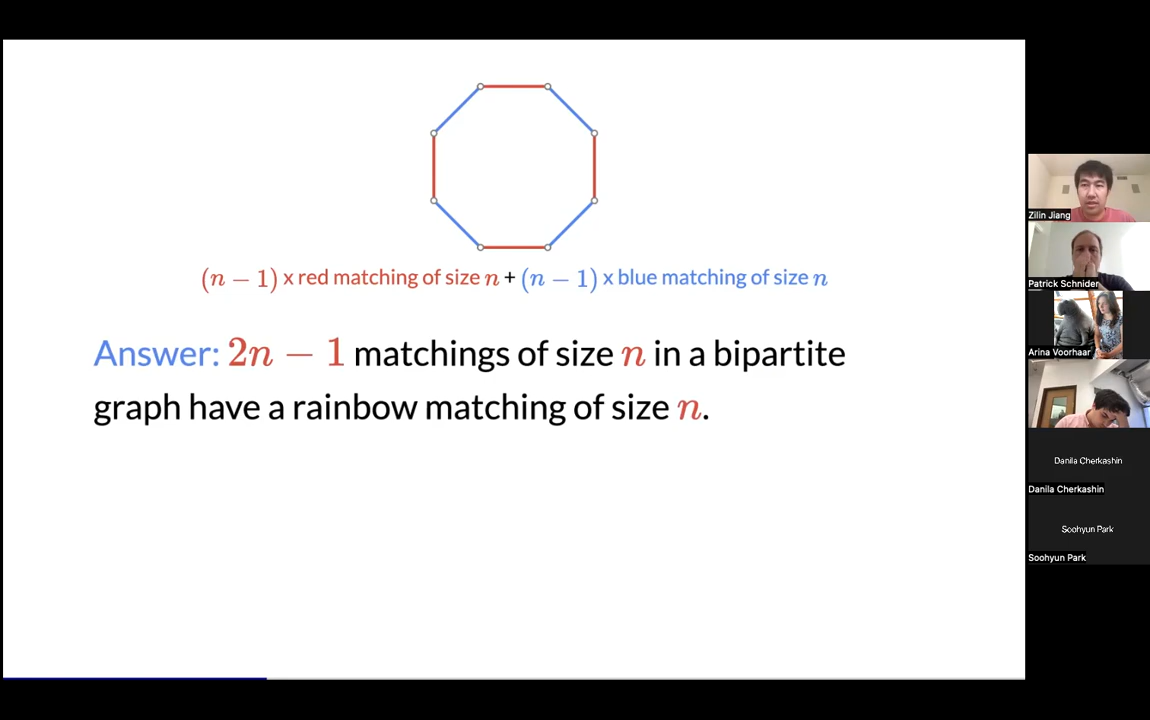 (n − 1) x red matching of size n + (n − 1) x blue matching of size n
Answer: 2n − 1 matchings of size n in a bipartite
graph have a rainbow matching of size n.
Zilin Jiang
Patrick Schnider
Arina Voorhaar
Danila Cherkashin
Danila Cherkashin
Soohyun Park
Soohyun Park